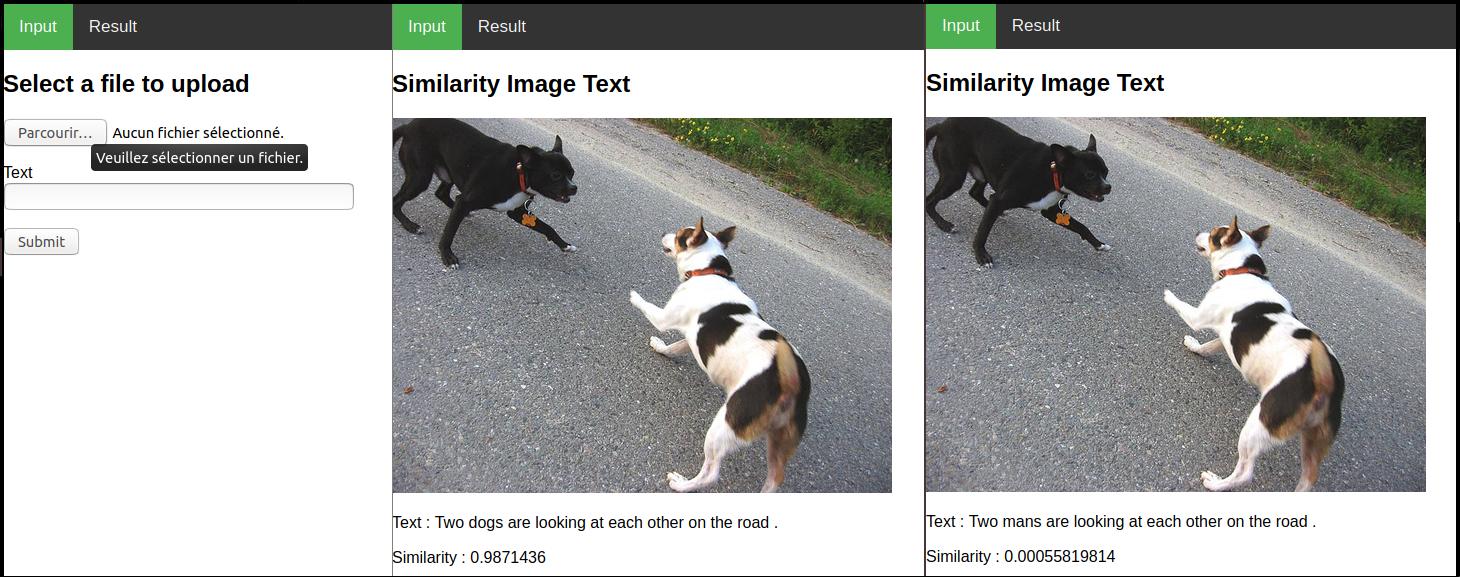 Input Result
Select a file to upload
Parcourir… Aucun fichier sélectionné.
Veuillez sélectionner un fichier.
Text
Submit
Input Result
Similarity Image Text
Text : Two dogs are looking at each other on the road .
Similarity : 0.9871436
Input Result
Similarity Image Text
Text : Two mans are looking at each other on the road .
Similarity : 0.00055819814